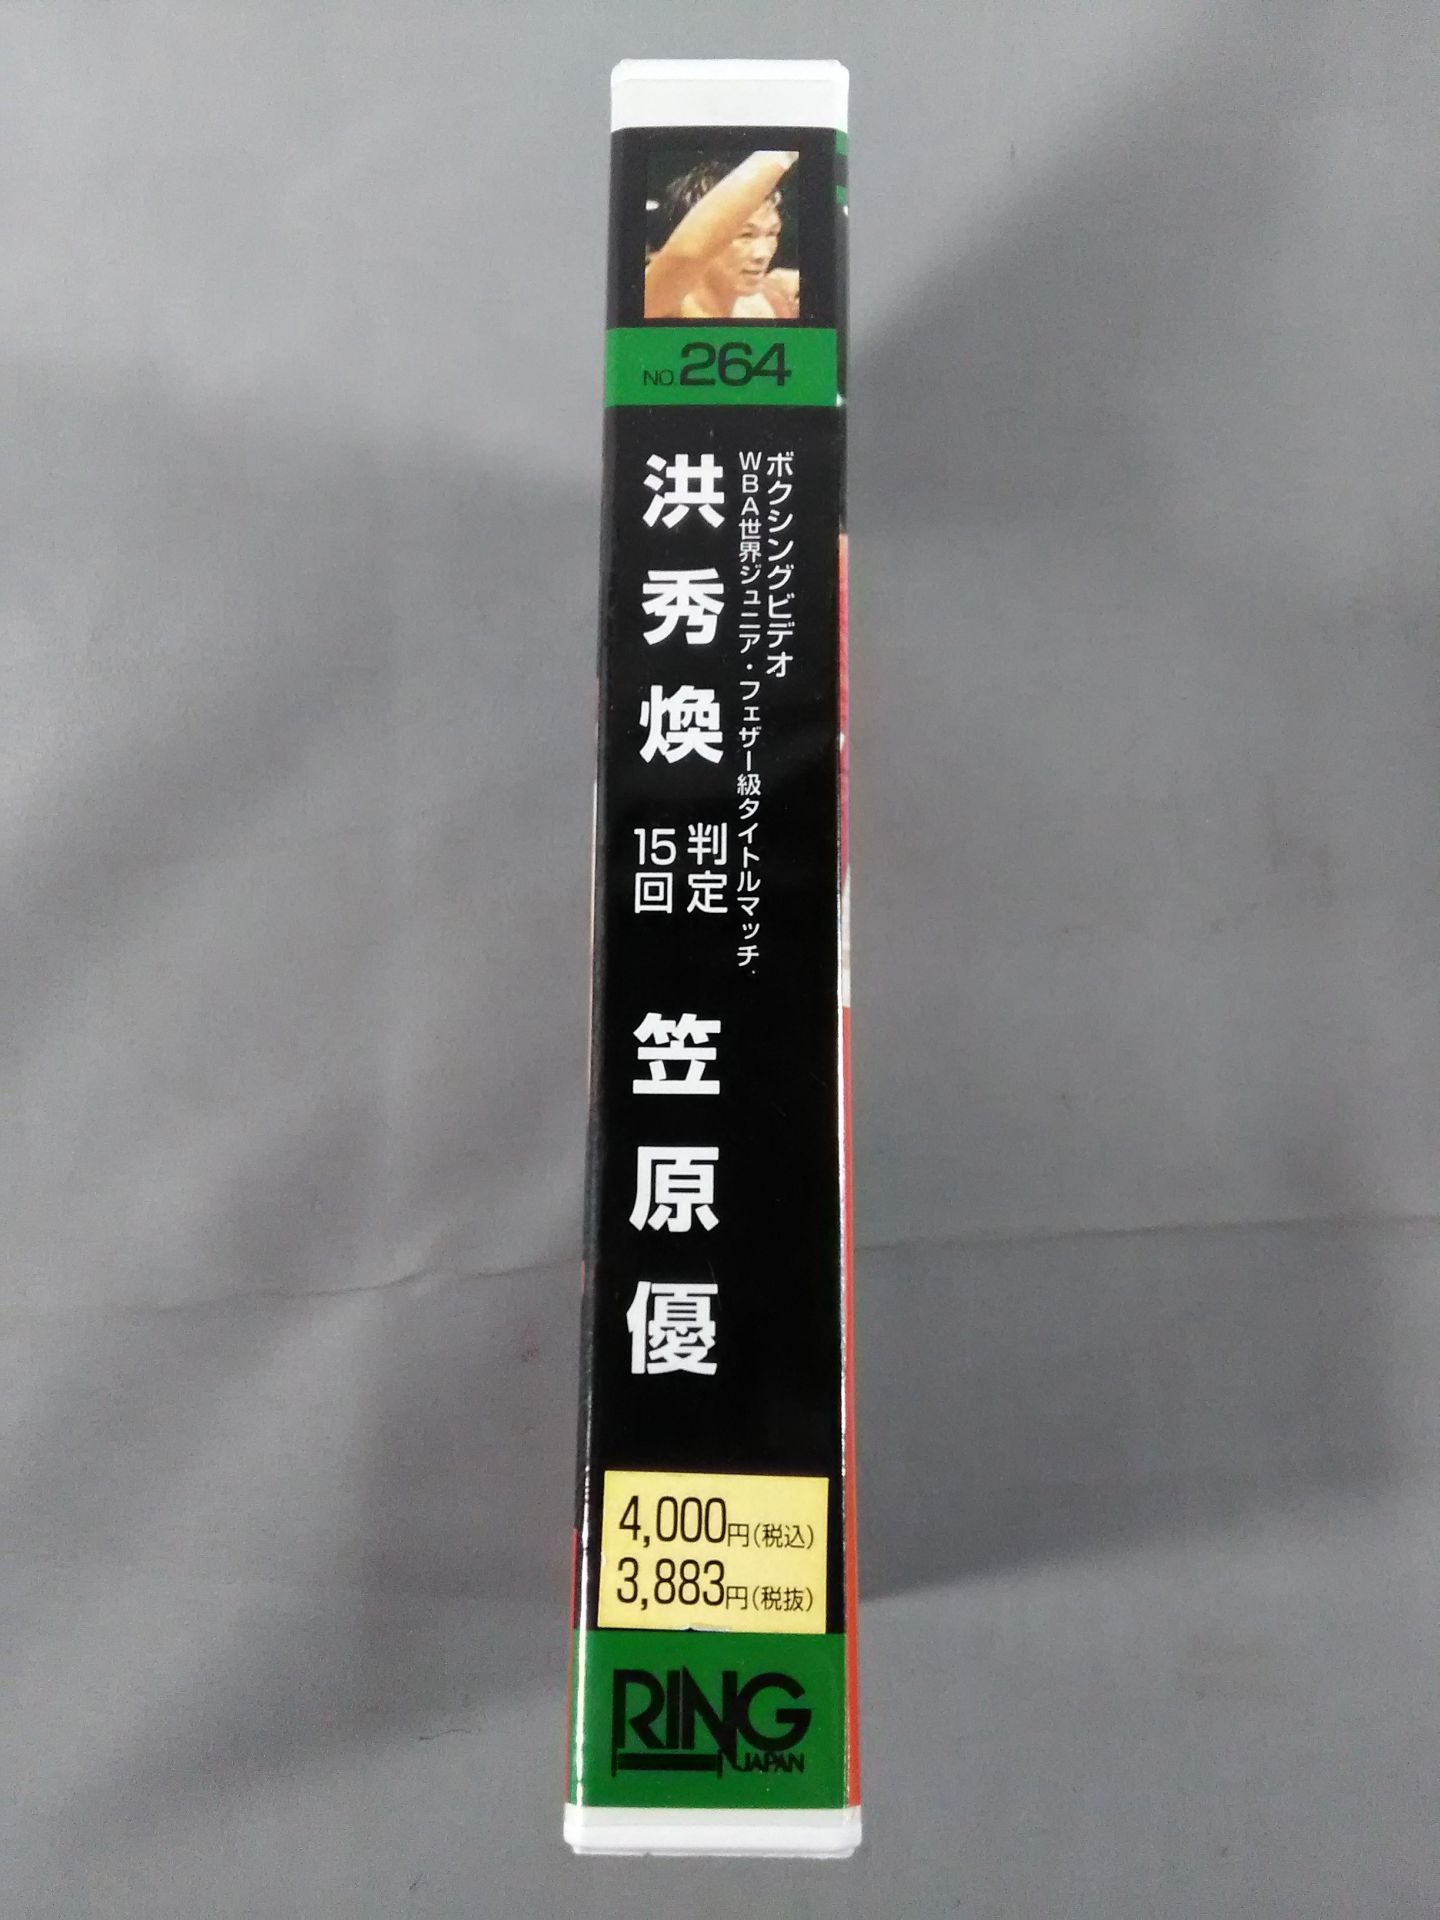 NO.264
ボクシングビデオ
WBA世界ジュニア・フェザー級タイトルマッチ.
洪秀煥 判定15回 笠原優
4,000円(税込)
3,883円(税抜)
RING
JAPAN